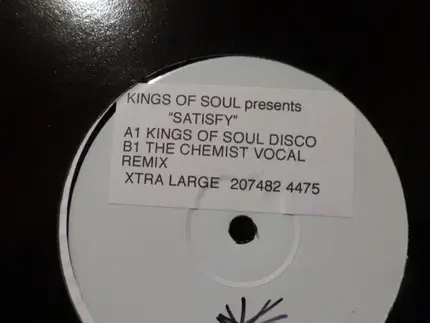 KINGS OF SOUL presents
"SATISFY"
A1 KINGS OF SOUL DISCO
B1 THE CHEMIST VOCAL
REMIX
XTRA LARGE 207482 4475